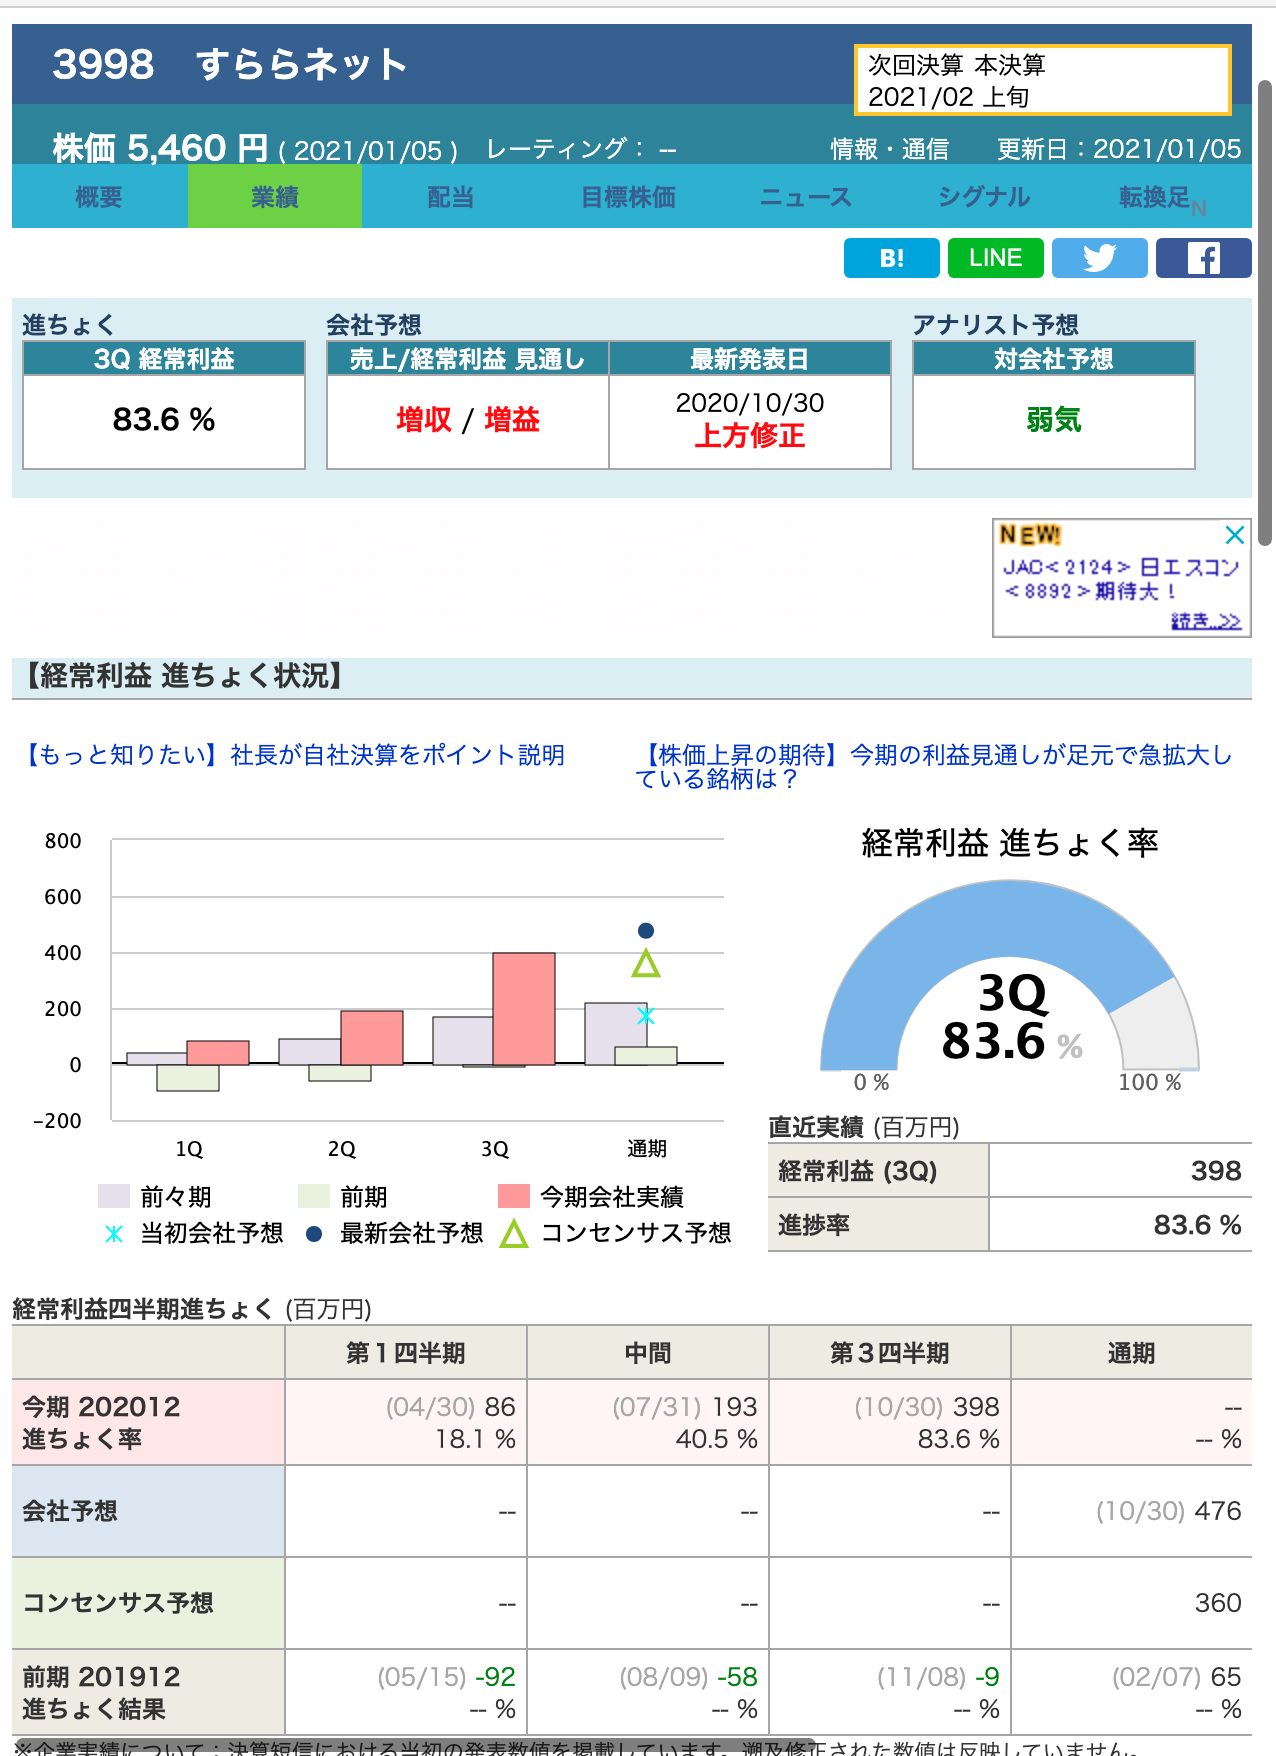 3998 すららネット
次回決算 本決算
2021/02 上旬
株価 5,460 円 ( 2021/01/05 ) レーティング： -- 情報・通信 更新日：2021/01/05
概要 業績 配当 目標株価 ニュース シグナル 転換足 N
B! LINE
進ちょく 会社予想 アナリスト予想
3Q 経常利益 売上/経常利益 見通し 最新発表日 対会社予想
83.6 % 増収 / 増益 2020/10/30 弱気
上方修正
NEW!
JAC<2124> 日エスコン
<8892>期待大！
続き..>>
【経常利益 進ちょく状況】
【もっと知りたい】社長が自社決算をポイント説明
【株価上昇の期待】今期の利益見通しが足元で急拡大し
ている銘柄は？
800
600
400
200
0
-200
1Q 2Q 3Q 通期
前々期 前期 今期会社実績
当初会社予想 最新会社予想 コンセンサス予想
経常利益 進ちょく率
3Q
83.6 %
0 % 100 %
直近実績 (百万円)
経常利益 (3Q) 398
進捗率 83.6 %
経常利益四半期進ちょく (百万円)
第１四半期 中間 第３四半期 通期
今期 202012 (04/30) 86 (07/31) 193 (10/30) 398 --
進ちょく率 18.1 % 40.5 % 83.6 % -- %
会社予想 -- -- -- (10/30) 476
コンセンサス予想 -- -- -- 360
前期 201912 (05/15) -92 (08/09) -58 (11/08) -9 (02/07) 65
進ちょく結果 -- % -- % -- % -- %
※企業実績について：決算短信における当初の発表数値を掲載しています。遡及修正された数値は反映していません。